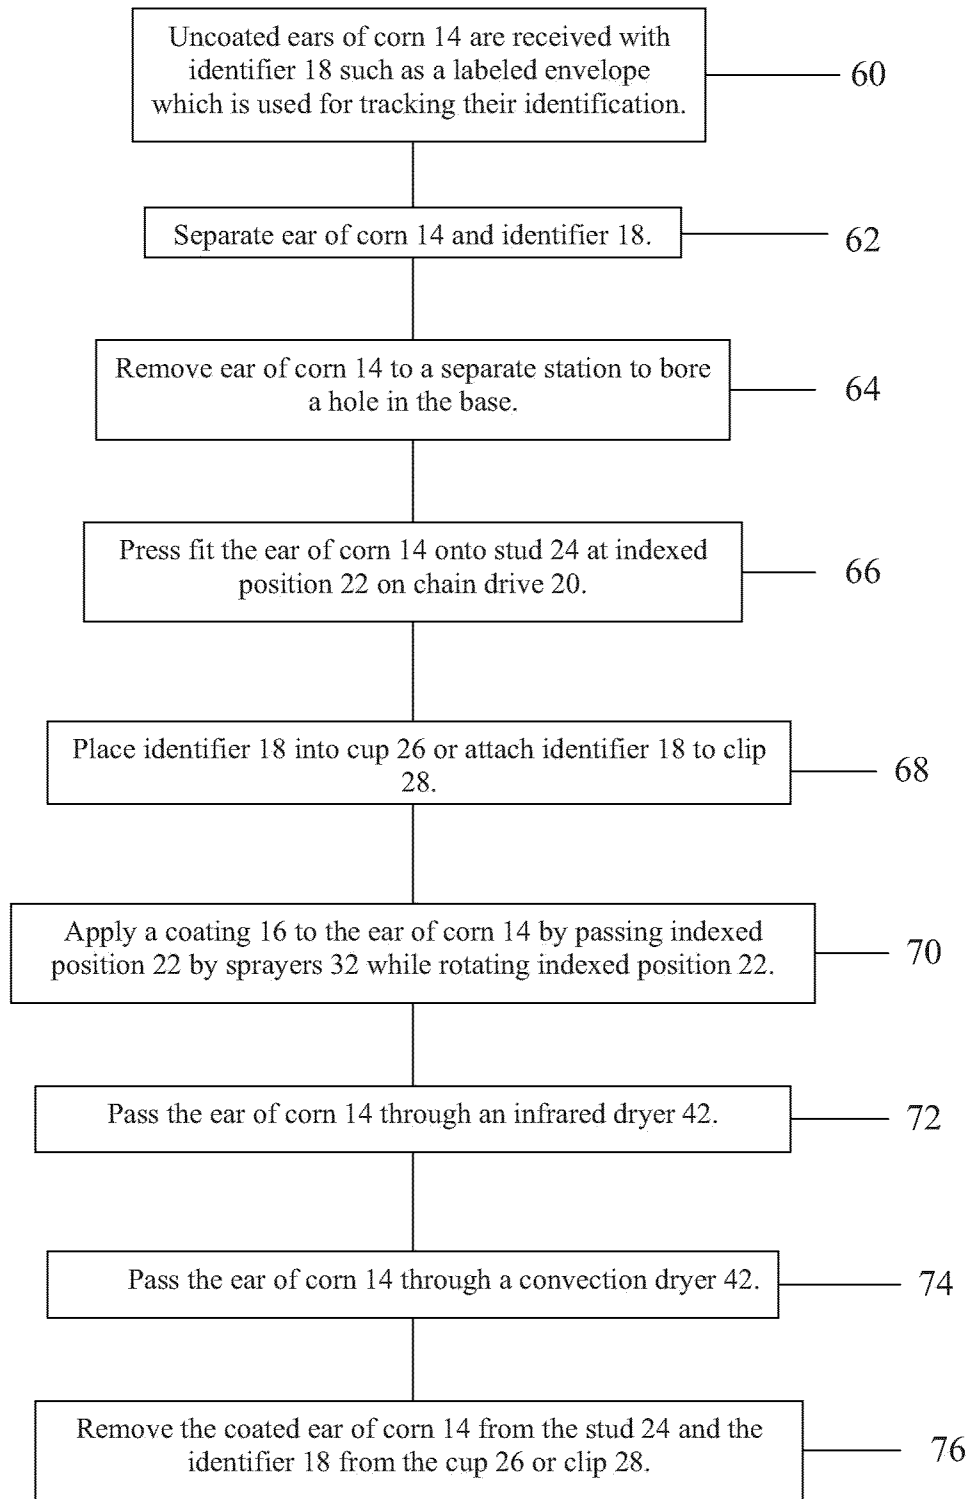 Uncoated ears of corn 14 are received with
identifier 18 such as a labeled envelope
which is used for tracking their identification.
60
Separate ear of corn 14 and identifier 18.
62
Remove ear of corn 14 to a separate station to bore
a hole in the base.
64
Press fit the ear of corn 14 onto stud 24 at indexed
position 22 on chain drive 20.
66
Place identifier 18 into cup 26 or attach identifier 18 to clip
28.
68
Apply a coating 16 to the ear of corn 14 by passing indexed
position 22 by sprayers 32 while rotating indexed position 22.
70
Pass the ear of corn 14 through an infrared dryer 42.
72
Pass the ear of corn 14 through a convection dryer 42.
74
Remove the coated ear of corn 14 from the stud 24 and the
identifier 18 from the cup 26 or clip 28.
76